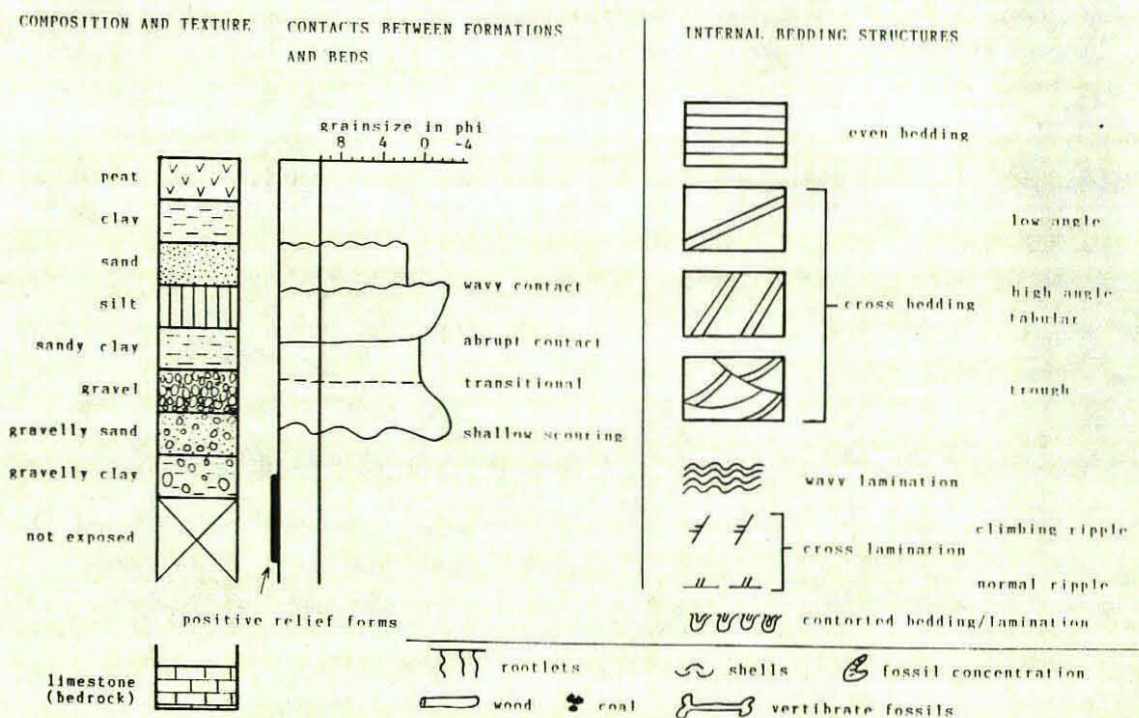 COMPOSITION AND TEXTURE
CONTACTS BETWEEN FORMATIONS
AND BEDS
grainsize in phi
8 4 0 -4
peat
clay
sand
silt
sandy clay
gravel
gravelly sand
gravelly clay
not exposed
wavy contact
abrupt contact
transitional
shallow scouring
positive relief forms
limestone
(bedrock)
INTERNAL BEDDING STRUCTURES
even bedding
low angle
cross bedding
high angle
tabular
trough
wavy lamination
climbing ripple
cross lamination
normal ripple
contorted bedding/lamination
rootlets
shells
fossil concentration
wood
coal
vertibrate fossils